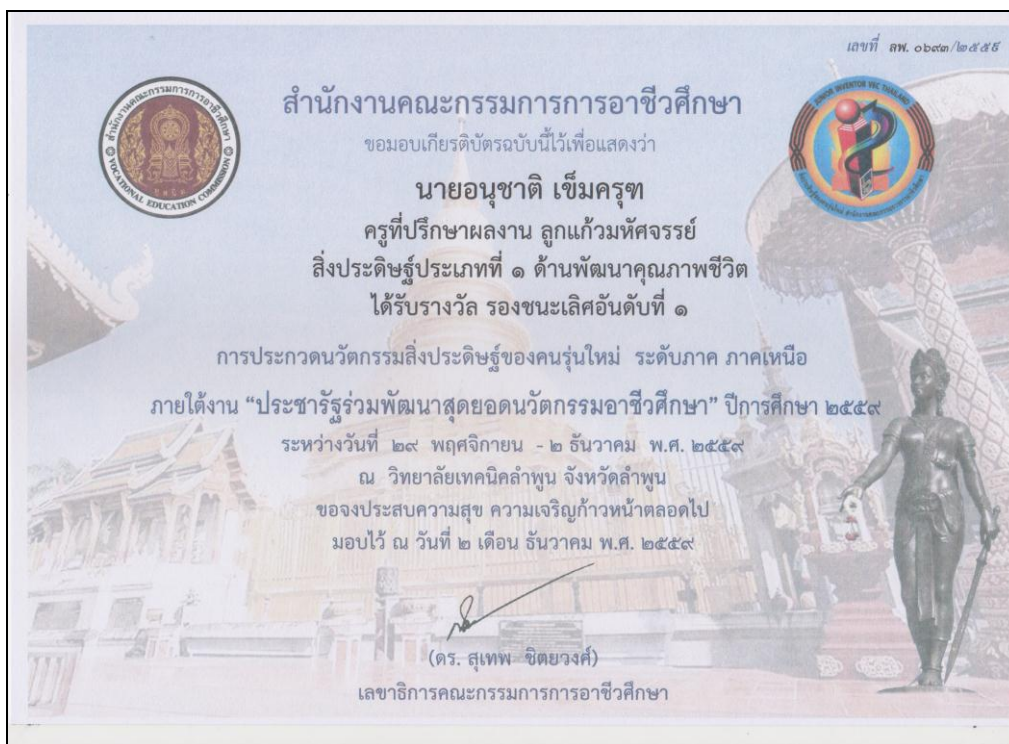 เลขที่ ลพ. ๐๖๙๓/๒๕๕๙
สำนักงานคณะกรรมการการอาชีวศึกษา
VOCATIONAL EDUCATION COMMISSION
JUNIOR INVENTOR VEC THAILAND
ขอมอบเกียรติบัตรฉบับนี้ไว้เพื่อแสดงว่า
นายอนุชาติ เข็มครุฑ
ครูที่ปรึกษาผลงาน ลูกแก้วมหัศจรรย์
สิ่งประดิษฐ์ประเภทที่ ๑ ด้านพัฒนาคุณภาพชีวิต
ได้รับรางวัล รองชนะเลิศอันดับที่ ๑
การประกวดนวัตกรรมสิ่งประดิษฐ์ของคนรุ่นใหม่ ระดับภาค ภาคเหนือ
ภายใต้งาน “ประชารัฐร่วมพัฒนาสุดยอดนวัตกรรมอาชีวศึกษา” ปีการศึกษา ๒๕๕๙
ระหว่างวันที่ ๒๙ พฤศจิกายน - ๒ ธันวาคม พ.ศ. ๒๕๕๙
ณ วิทยาลัยเทคนิคลำพูน จังหวัดลำพูน
ขอจงประสบความสุข ความเจริญก้าวหน้าตลอดไป
มอบไว้ ณ วันที่ ๒ เดือน ธันวาคม พ.ศ. ๒๕๕๙
(ดร. สุเทพ ชิตยวงศ์)
เลขาธิการคณะกรรมการการอาชีวศึกษา